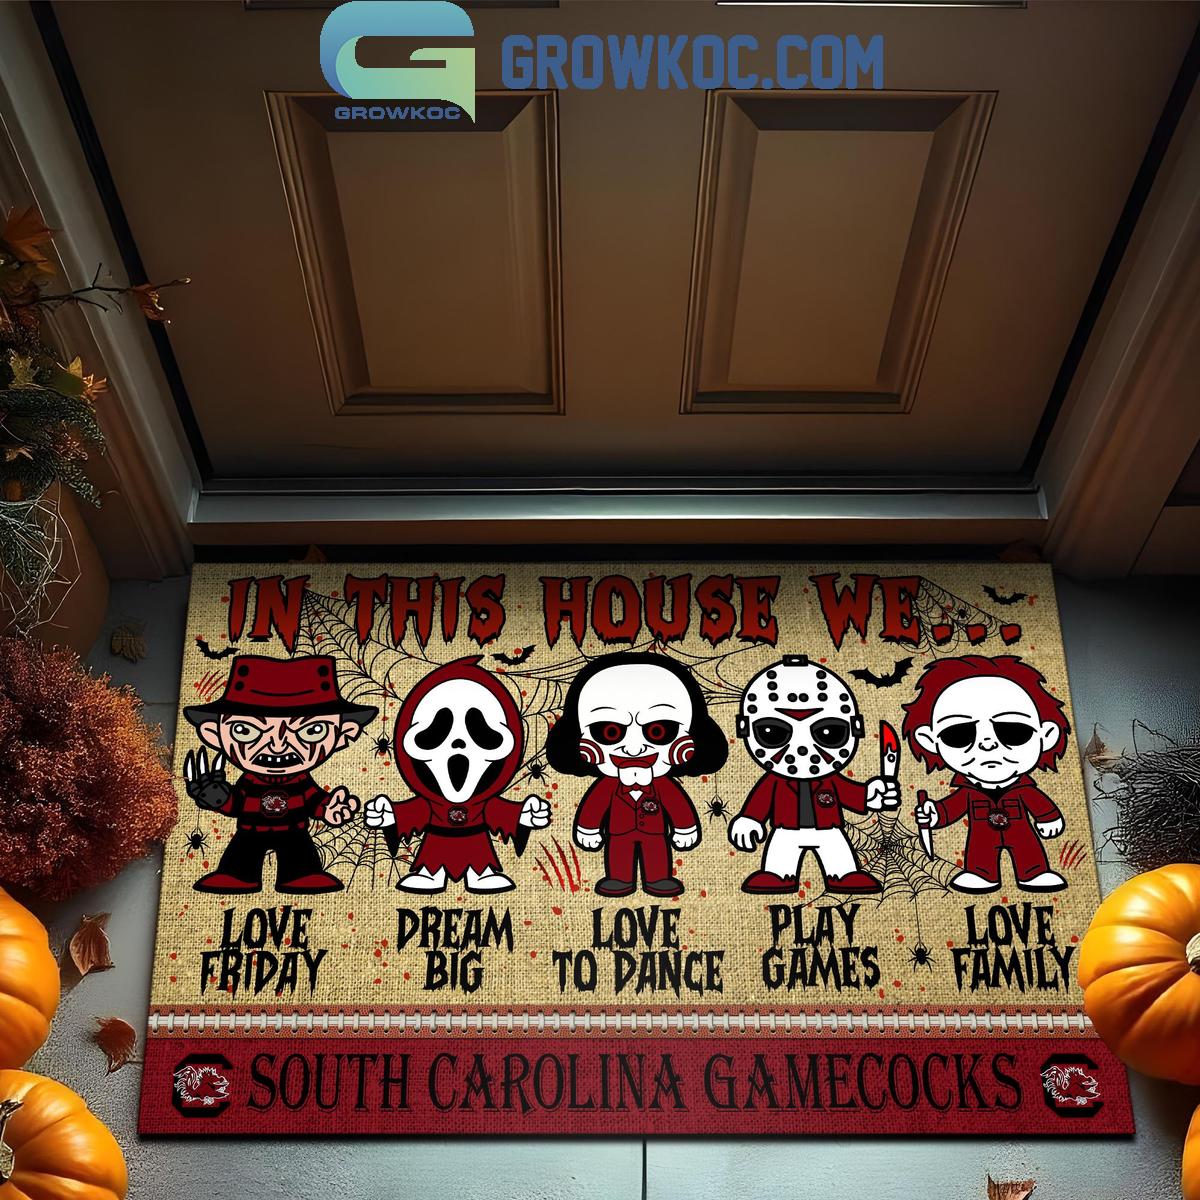 GROWKOC
GROWKOC.COM
IN THIS HOUSE WE...
LOVE
FRIDAY
DREAM
BIG
LOVE
TO DANCE
PLAY
GAMES
LOVE
FAMILY
SOUTH CAROLINA GAMECOCKS